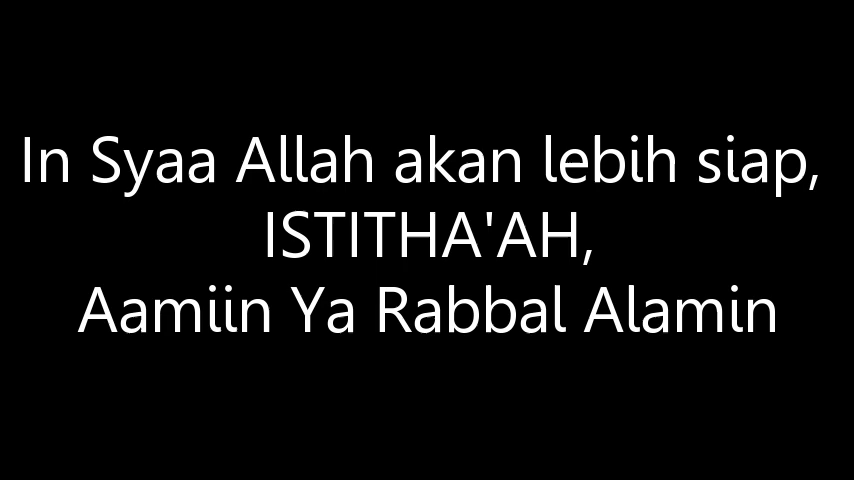 In Syaa Allah akan lebih siap,
ISTITHA'AH,
Aamiin Ya Rabbal Alamin